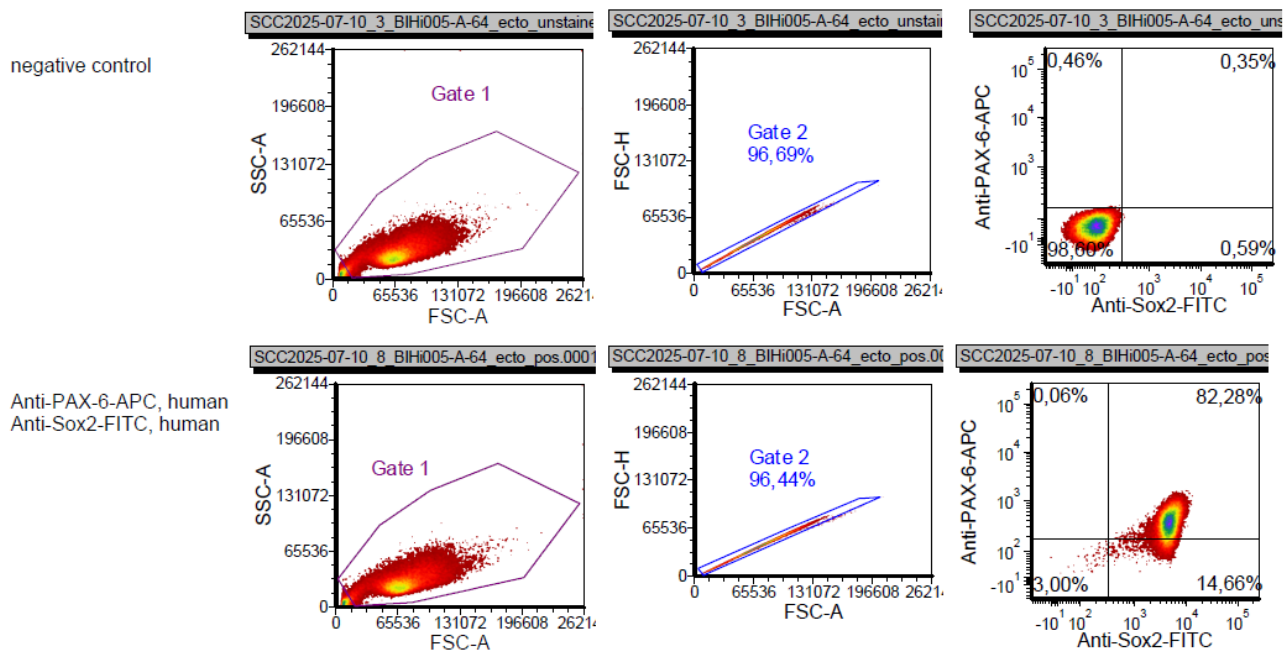 SCC2025-07-10_3_BIHi005-A-64_ecto_unstaine
SCC2025-07-10_3_BIHi005-A-64_ecto_unstai
SCC2025-07-10_3_BIHi005-A-64_ecto_uns
negative control
262144
196608
131072
65536
0
SSC-A
Gate 1
0 65536 131072 196608 26214
FSC-A
262144
196608
131072
65536
0
FSC-H
Gate 2
96,69%
0 65536 131072 196608 26214
FSC-A
10^5
10^4
10^3
-10^1
Anti-PAX-6-APC
0,46% 0,35%
98,60% 0,59%
-10^1 10^2 10^3 10^4 10^5
Anti-Sox2-FITC
SCC2025-07-10_8_BIHi005-A-64_ecto_pos.0001
SCC2025-07-10_8_BIHi005-A-64_ecto_pos.00
SCC2025-07-10_8_BIHi005-A-64_ecto_pos
Anti-PAX-6-APC, human
Anti-Sox2-FITC, human
262144
196608
131072
65536
0
SSC-A
Gate 1
0 65536 131072 196608 26214
FSC-A
262144
196608
131072
65536
0
FSC-H
Gate 2
96,44%
0 65536 131072 196608 26214
FSC-A
10^5
10^4
10^3
10^2
-10^1
Anti-PAX-6-APC
0,06% 82,28%
3,00% 14,66%
-10^1 10^2 10^3 10^4 10^5
Anti-Sox2-FITC